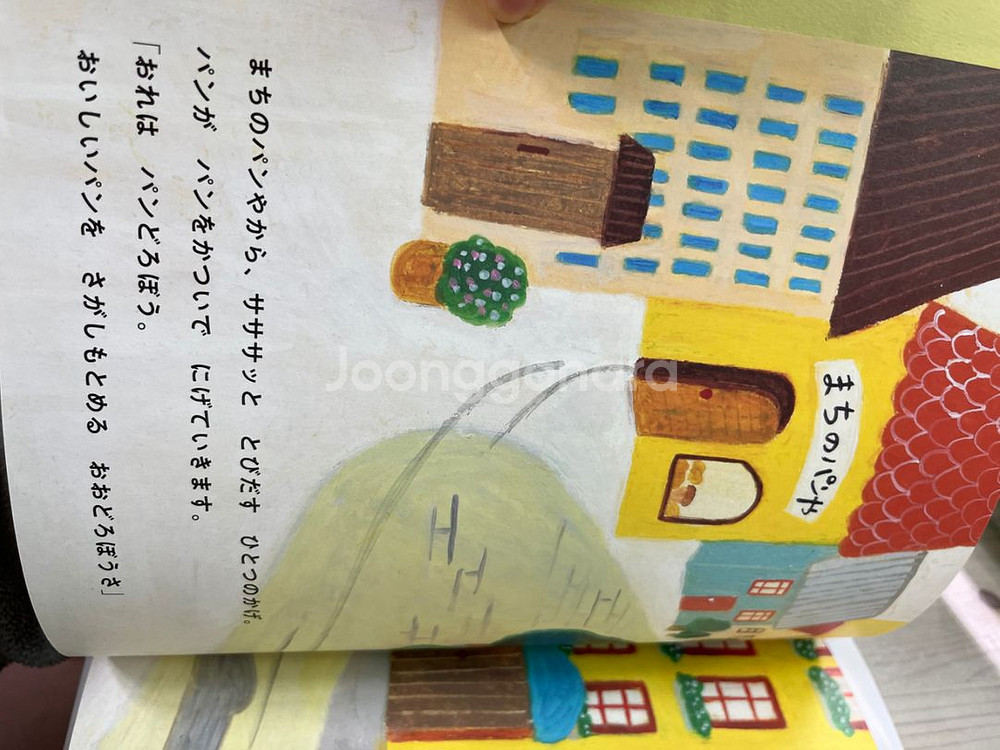 まちのパンや
まちのパンやから、サササッと とびだす ひとつのかげ。
パンが パンをかついで にげていきます。
「おれは パンどろぼう。
おいしいパンを さがしもとめる おおどろぼうさ」
Joonggonara